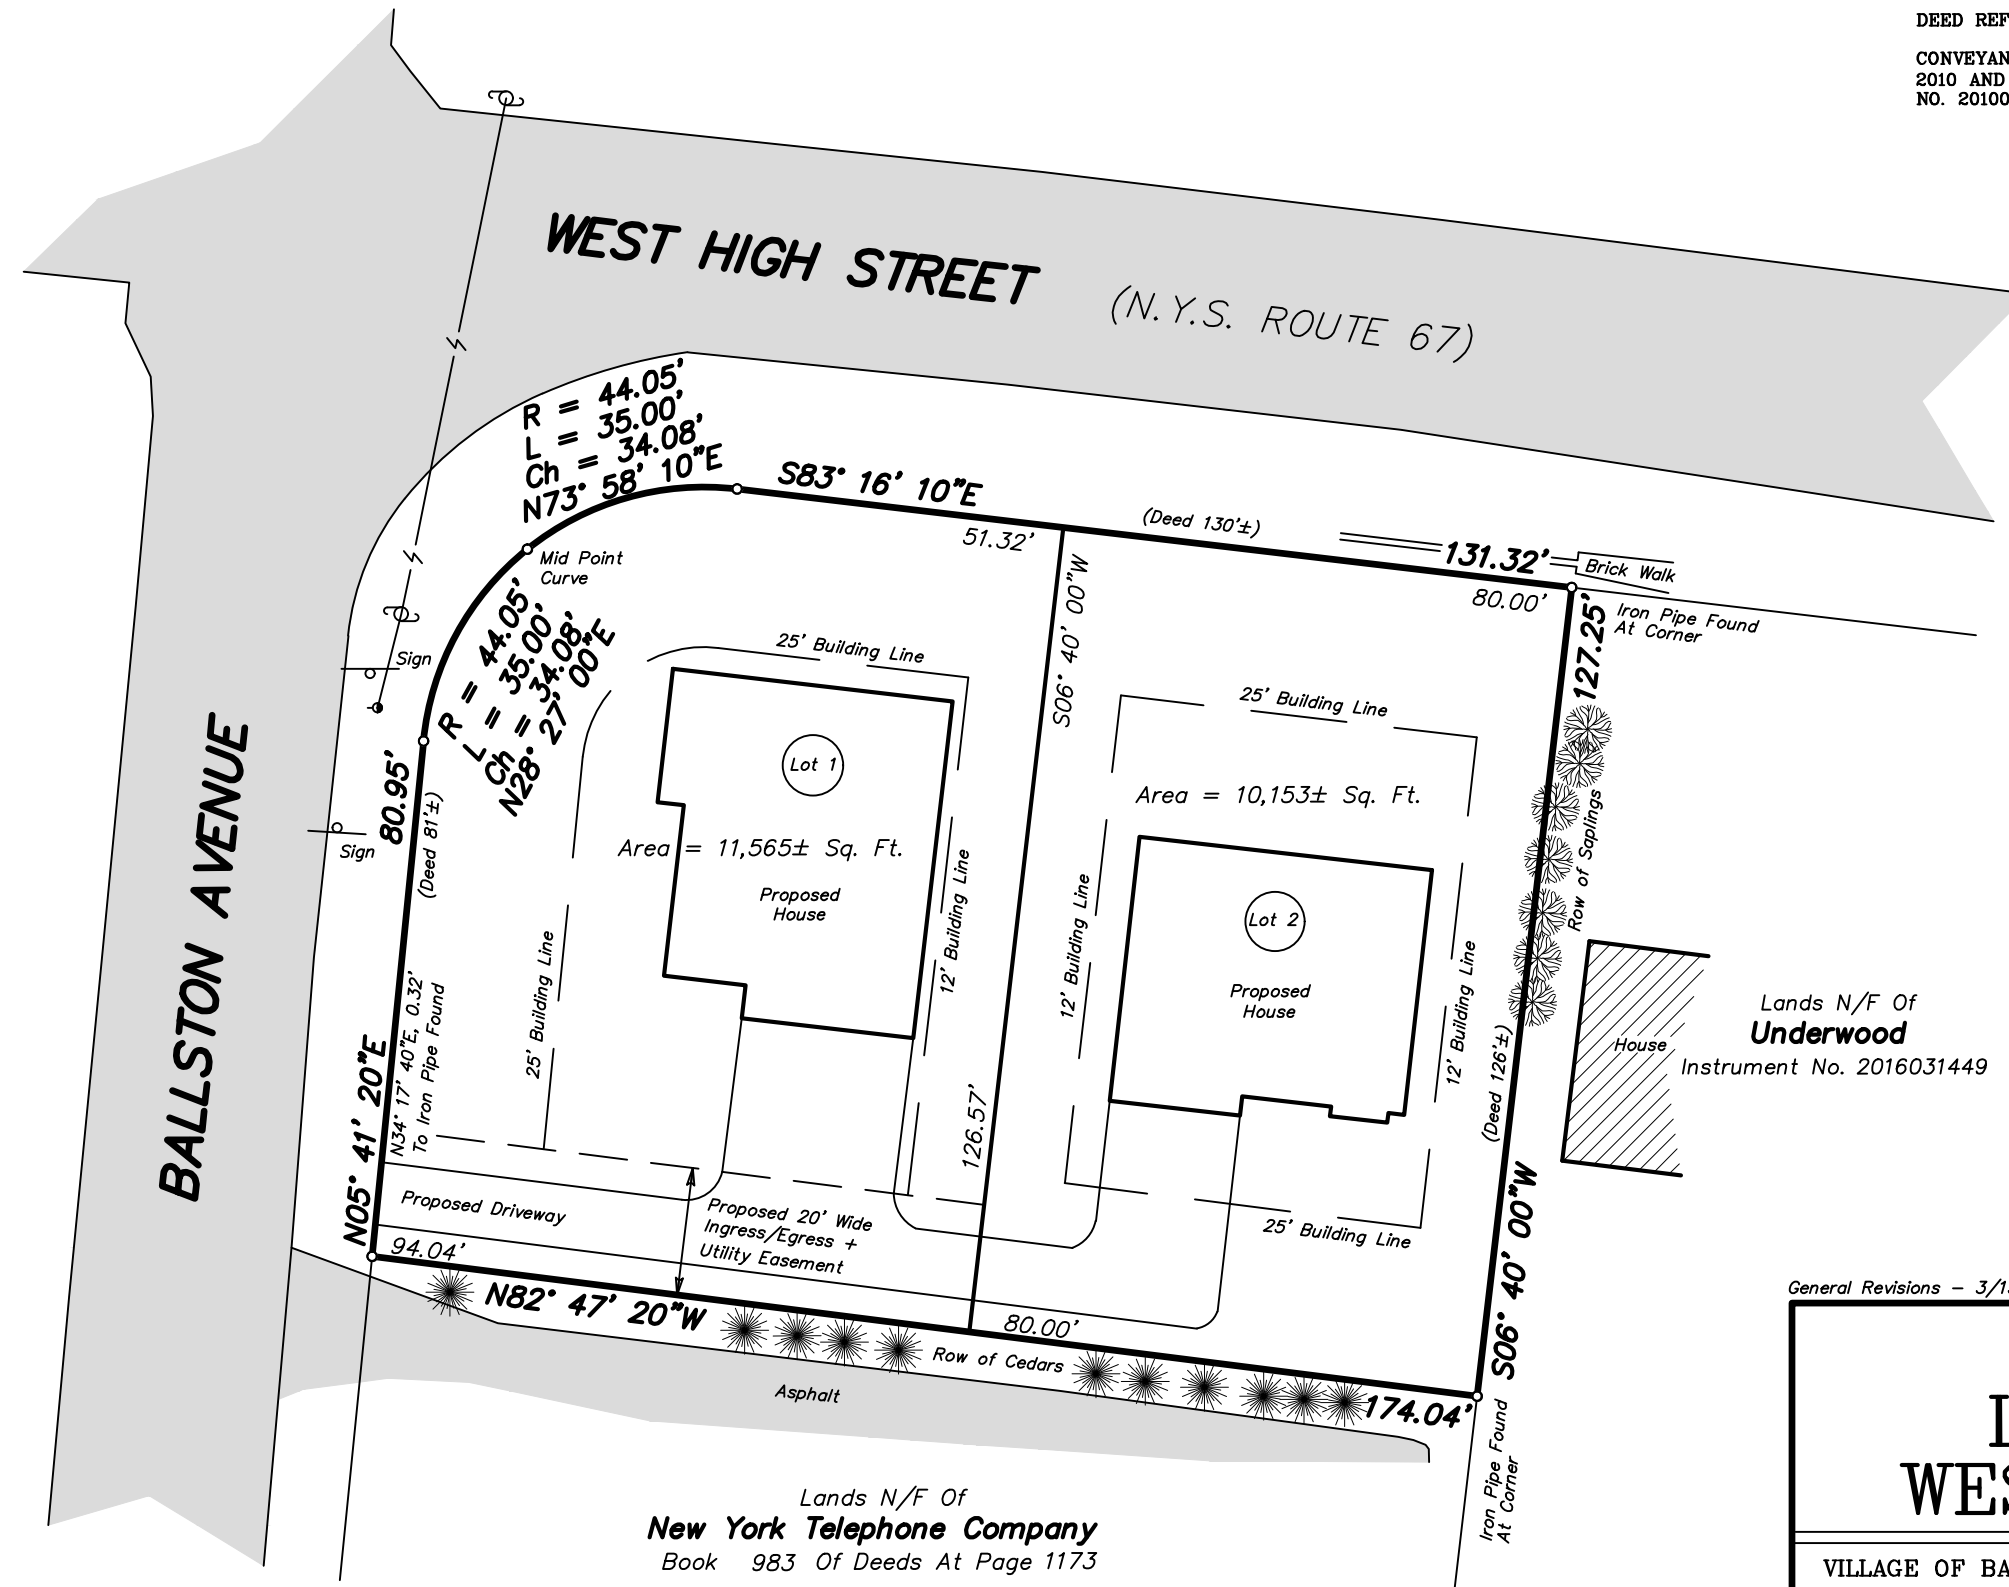 DEED REF
CONVEYAN
2010 AND
NO. 20100
WEST HIGH STREET (N.Y.S. ROUTE 67)
R = 44.05'
L = 35.00'
Ch = 34.08'
N73° 58' 10"E
S83° 16' 10"E
51.32'
(Deed 130'±)
131.32'
80.00'
Brick Walk
Iron Pipe Found
At Corner
Mid Point
Curve
R = 44.05'
L = 35.00'
Ch = 34.08'
N28° 27' 00"E
Sign
Sign
80.95'
(Deed 81'±)
BALLSTON AVENUE
N05° 41' 20"E
N34° 17' 40"E, 0.32'
To Iron Pipe Found
25' Building Line
25' Building Line
Lot 1
Area = 11,565± Sq. Ft.
Proposed
House
12' Building Line
S06° 40' 00"W
126.57'
25' Building Line
12' Building Line
Area = 10,153± Sq. Ft.
Lot 2
Proposed
House
12' Building Line
25' Building Line
127.25'
Row of Saplings
(Deed 126'±)
S06° 40' 00"W
House
Lands N/F Of
Underwood
Instrument No. 2016031449
Proposed Driveway
Proposed 20' Wide
Ingress/Egress +
Utility Easement
94.04'
N82° 47' 20"W
80.00'
Row of Cedars
174.04'
Asphalt
Iron Pipe Found
At Corner
Lands N/F Of
New York Telephone Company
Book 983 Of Deeds At Page 1173
General Revisions - 3/1
WES
VILLAGE OF BA